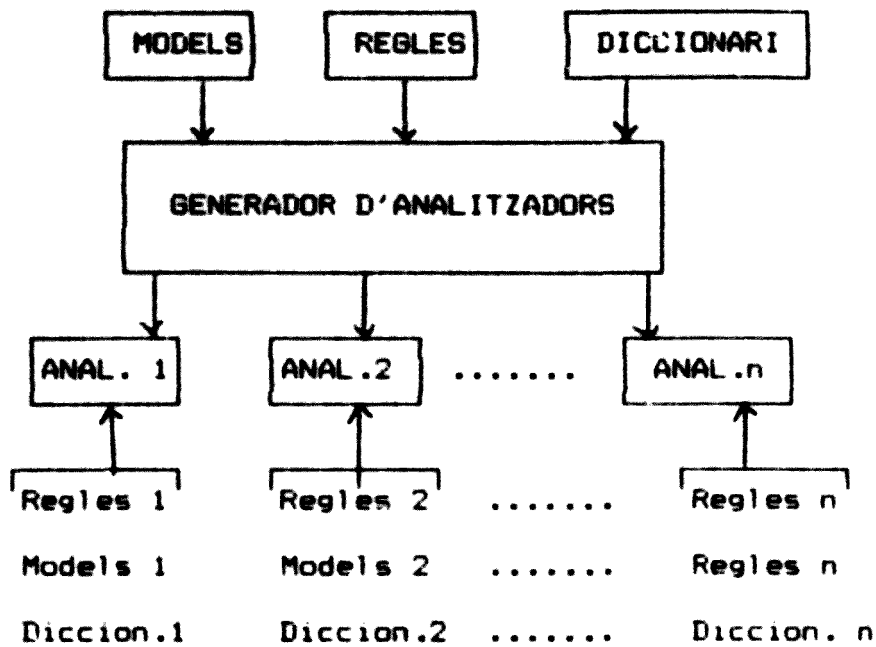 MODELS REGLES DICCIONARI
GENERADOR D'ANALITZADORS
ANAL. 1 ANAL.2 ....... ANAL.n
Regles 1 Regles 2 ....... Regles n
Models 1 Models 2 ....... Regles n
Diccion.1 Diccion.2 ....... Diccion. n